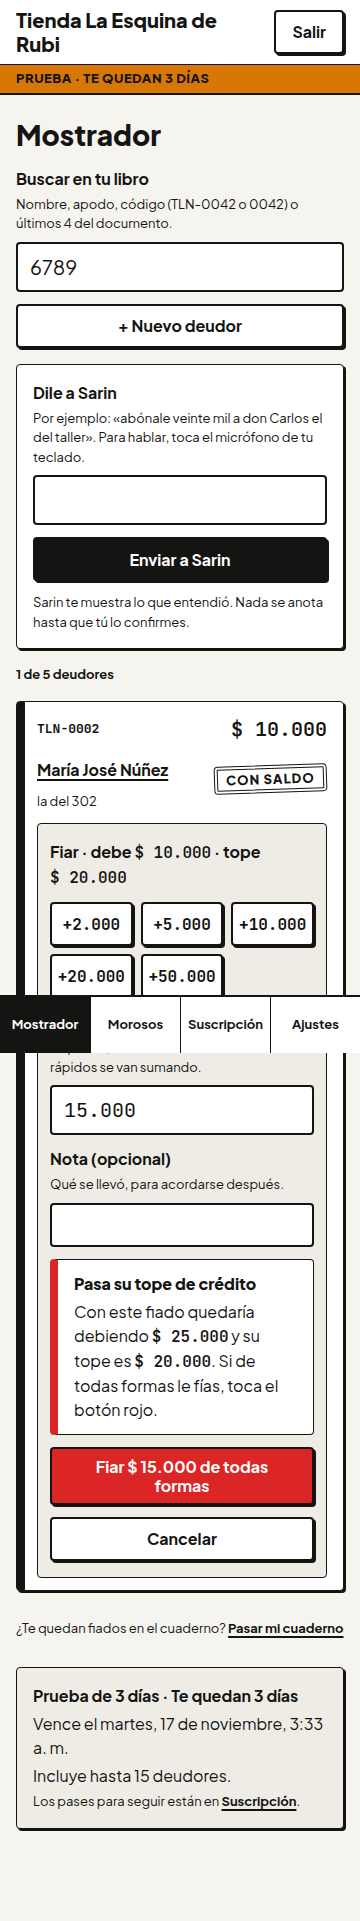 Tienda La Esquina de
Rubi
Salir
PRUEBA · TE QUEDAN 3 DÍAS
Mostrador
Buscar en tu libro
Nombre, apodo, código (TLN-0042 o 0042) o
últimos 4 del documento.
6789
+ Nuevo deudor
Dile a Sarin
Por ejemplo: «abónale veinte mil a don Carlos el
del taller». Para hablar, toca el micrófono de tu
teclado.
Enviar a Sarin
Sarin te muestra lo que entendió. Nada se anota
hasta que tú lo confirmes.
1 de 5 deudores
TLN-0002
$ 10.000
María José Núñez
CON SALDO
la del 302
Fiar · debe $ 10.000 · tope
$ 20.000
+2.000
+5.000
+10.000
+20.000
+50.000
Mostrador
Morosos
Suscripción
Ajustes
rápidos se van sumando.
15.000
Nota (opcional)
Qué se llevó, para acordarse después.
Pasa su tope de crédito
Con este fiado quedaría
debiendo $ 25.000 y su
tope es $ 20.000. Si de
todas formas le fías, toca el
botón rojo.
Fiar $ 15.000 de todas
formas
Cancelar
¿Te quedan fiados en el cuaderno? Pasar mi cuaderno
Prueba de 3 días · Te quedan 3 días
Vence el martes, 17 de noviembre, 3:33
a. m.
Incluye hasta 15 deudores.
Los pases para seguir están en Suscripción.